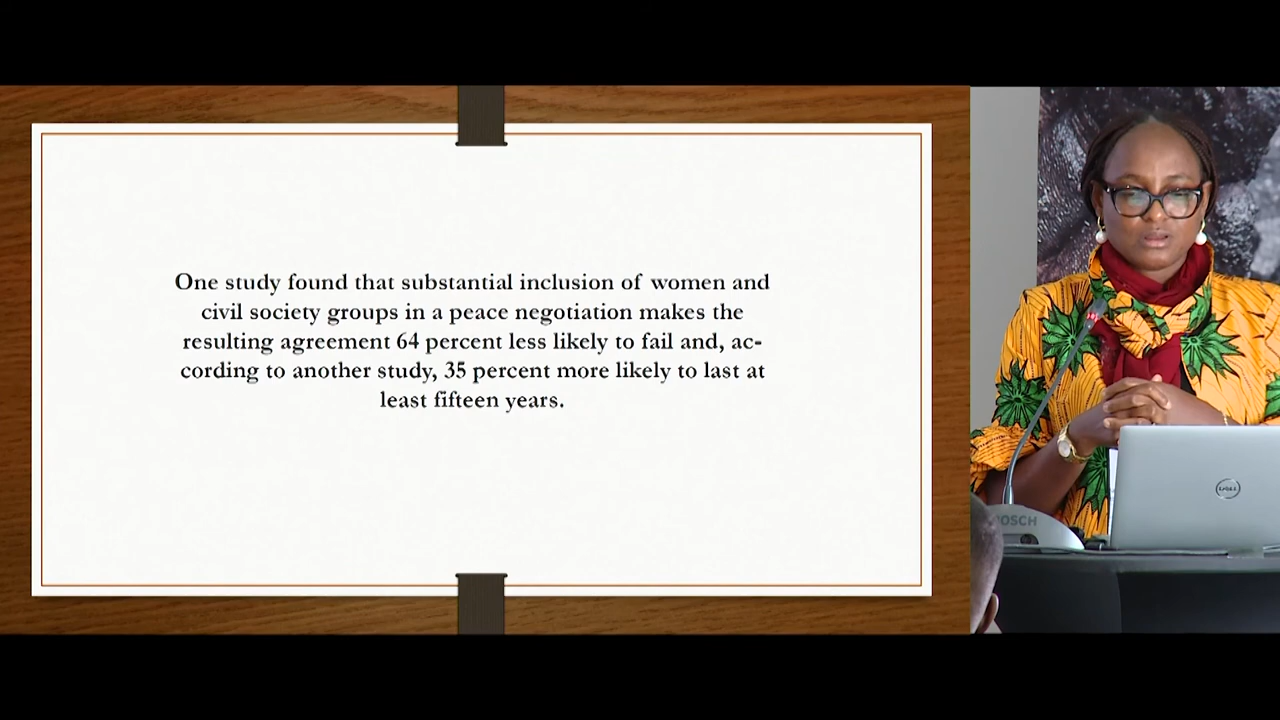 One study found that substantial inclusion of women and
civil society groups in a peace negotiation makes the
resulting agreement 64 percent less likely to fail and, ac-
cording to another study, 35 percent more likely to last at
least fifteen years.
DELL
OSCH